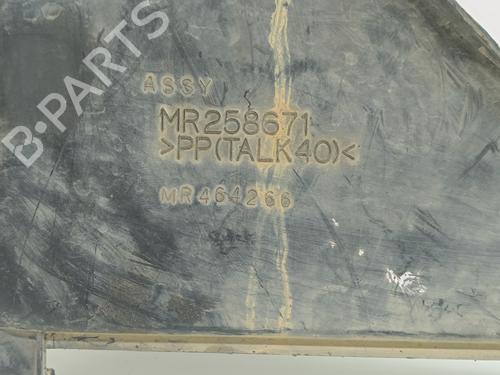 B-PARTS
ASSY
MR258671
>PP(TALK40)<
MR464266